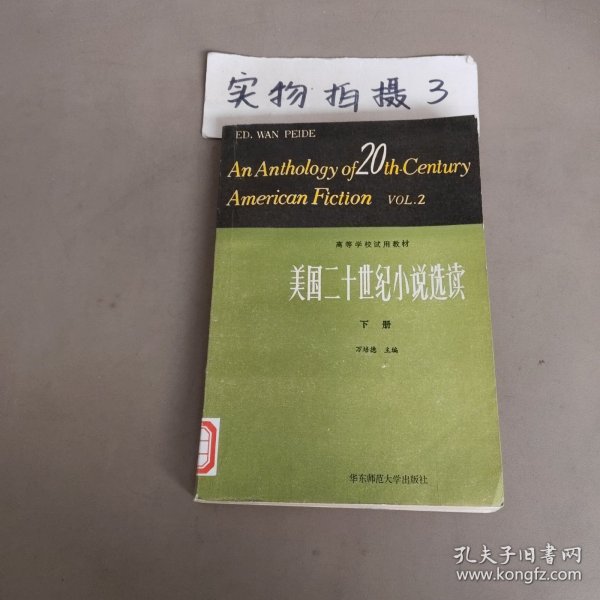 实物拍摄3
ED. WAN PEIDE
An Anthology of 20th-Century
American Fiction VOL.2
高等学校试用教材
美国二十世纪小说选读
下册
万培德 主编
华东师范大学出版社
孔夫子旧书网
www.kongfz.com